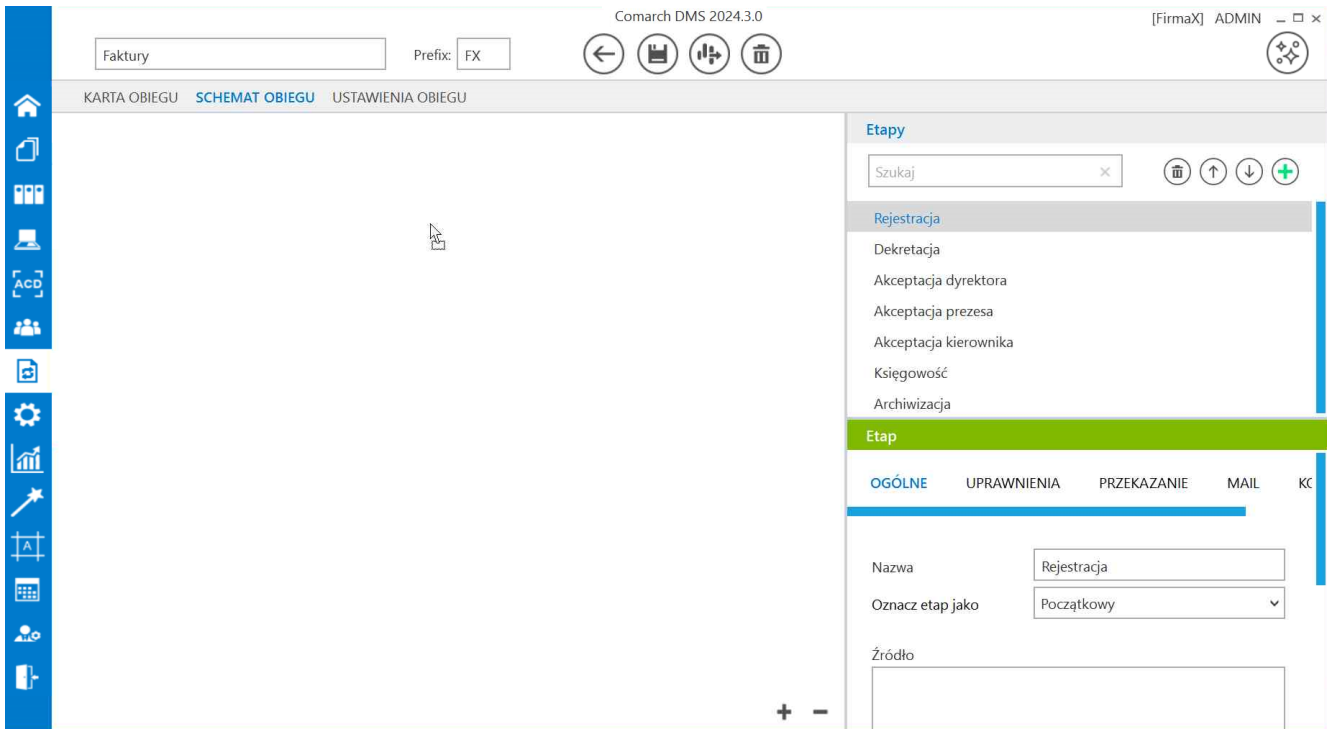 Comarch DMS 2024.3.0
[FirmaX] ADMIN
Faktury
Prefix: FX
KARTA OBIEGU SCHEMAT OBIEGU USTAWIENIA OBIEGU
Etapy
Szukaj
Rejestracja
Dekretacja
Akceptacja dyrektora
Akceptacja prezesa
Akceptacja kierownika
Księgowość
Archiwizacja
ACD
A
Etap
OGÓLNE UPRAWNIENIA PRZEKAZANIE MAIL
Nazwa Rejestracja
Oznacz etap jako Początkowy
Źródło